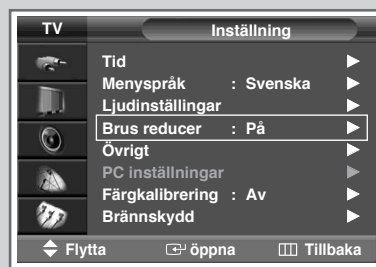 TV Inställning
Tid
Menyspråk : Svenska
Ljudinställingar
Brus reducer : På
Övrigt
PC inställningar
Färgkalibrering : Av
Brännskydd
Flytta öppna Tillbaka